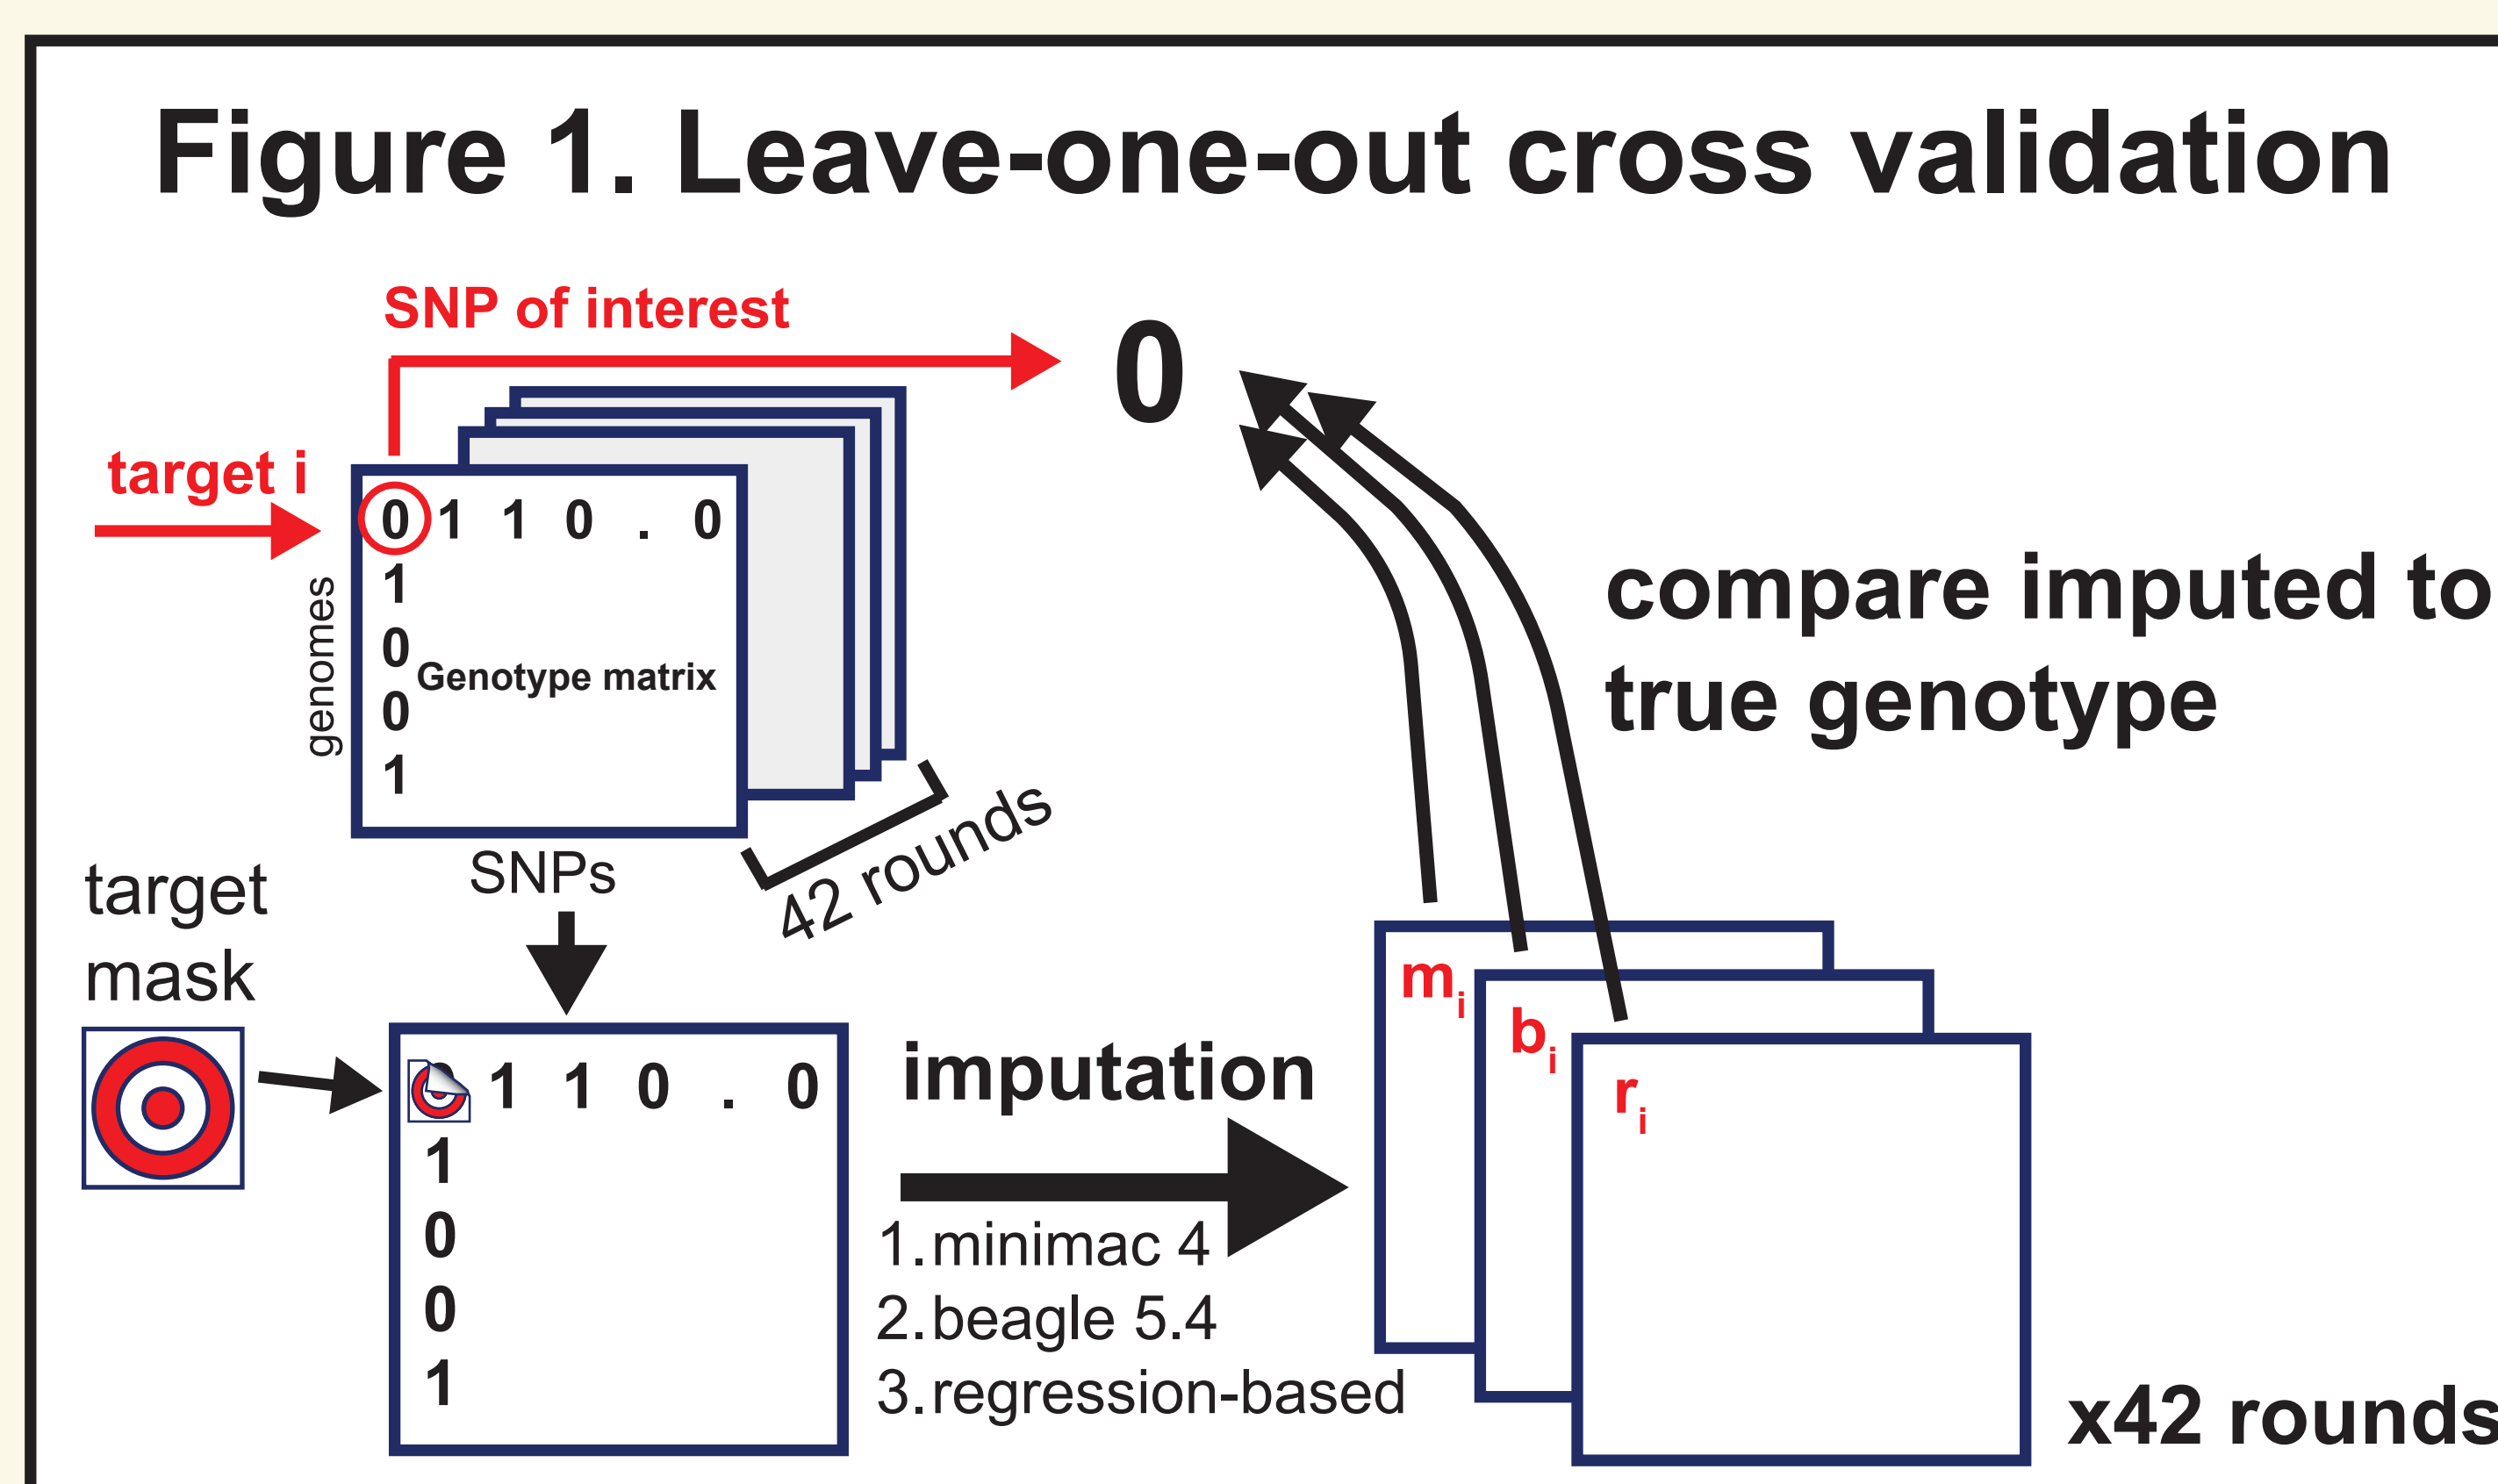 Figure 1. Leave-one-out cross validation
SNP of interest
0
target i
0 1 1 0 . 0
1
0
0
1
genomes
Genotype matrix
SNPs
42 rounds
compare imputed to
true genotype
target
mask
0 1 1 0 . 0
1
0
0
1
imputation
1. minimac 4
2. beagle 5.4
3. regression-based
mi
bi
ri
x42 rounds